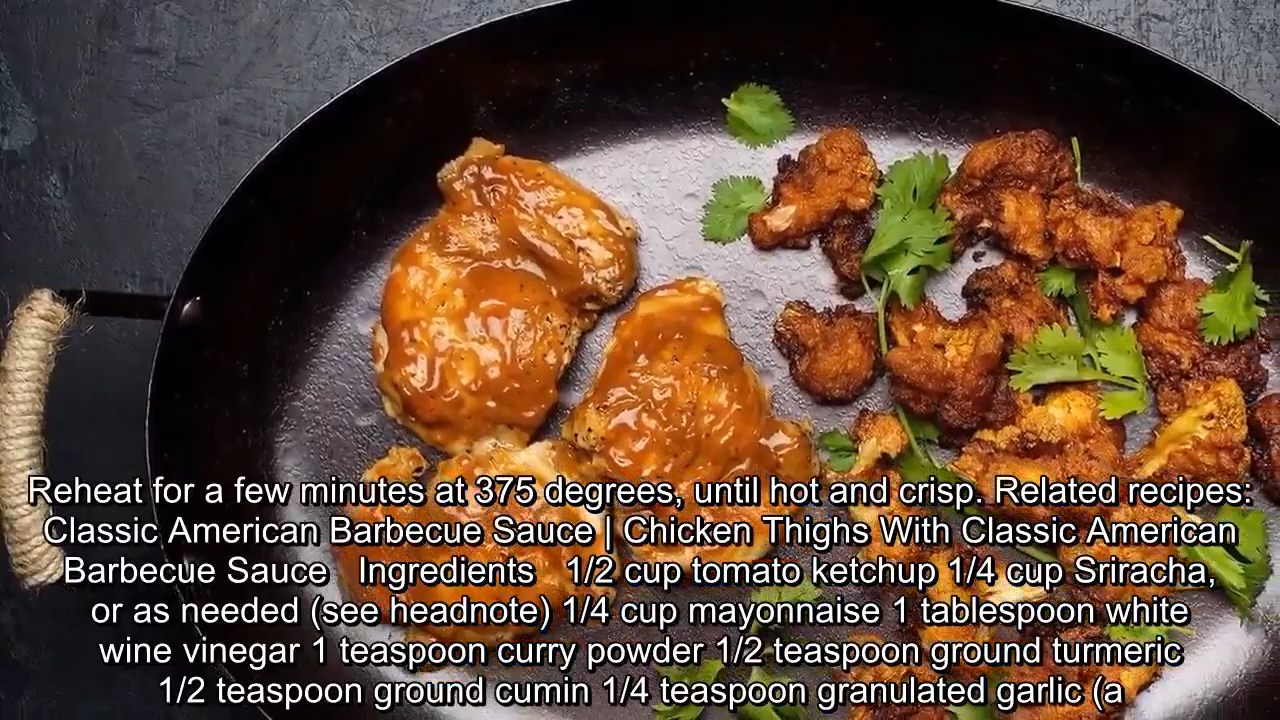 Reheat for a few minutes at 375 degrees, until hot and crisp. Related recipes:
Classic American Barbecue Sauce | Chicken Thighs With Classic American
Barbecue Sauce   Ingredients   1/2 cup tomato ketchup 1/4 cup Sriracha,
or as needed (see headnote) 1/4 cup mayonnaise 1 tablespoon white
wine vinegar 1 teaspoon curry powder 1/2 teaspoon ground turmeric
1/2 teaspoon ground cumin 1/4 teaspoon granulated garlic (a